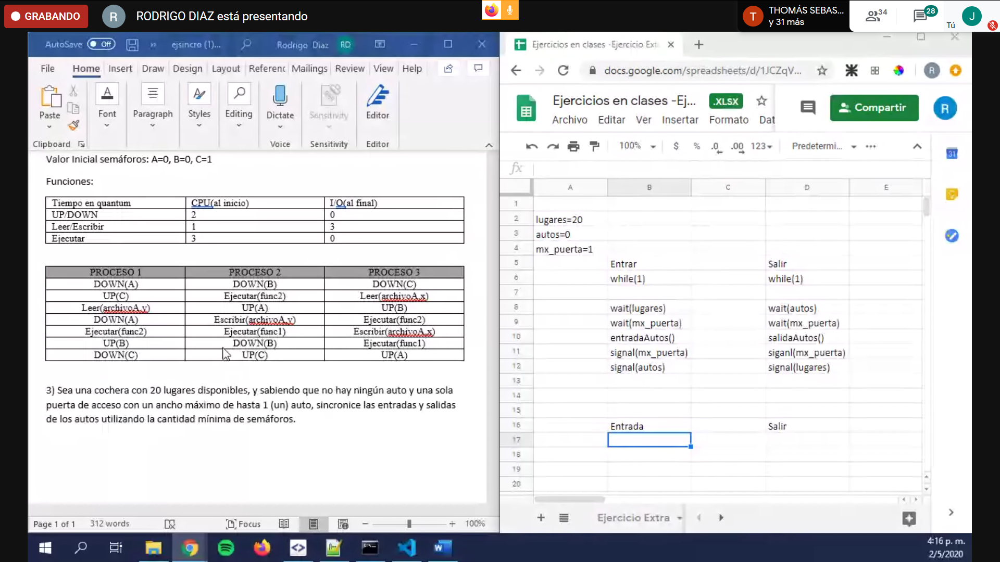 GRABANDO
R
RODRIGO DIAZ está presentando
T
THOMÁS SEBAS...
y 31 más
34
28
Tú
J
AutoSave
Off
»
ejsincro (1)...
Rodrigo Diaz
RD
File
Home
Insert
Draw
Design
Layout
Referenc
Mailings
Review
View
Help
Paste
Font
Paragraph
Styles
Editing
Dictate
Sensitivity
Editor
Clipboard
Voice
Sensitivity
Editor
Valor Inicial semáforos: A=0, B=0, C=1
Funciones:
Tiempo en quantum CPU(al inicio) I/O(al final)
UP/DOWN 2 0
Leer/Escribir 1 3
Ejecutar 3 0
PROCESO 1 PROCESO 2 PROCESO 3
DOWN(A) DOWN(B) DOWN(C)
UP(C) Ejecutar(func2) Leer(archivoA,x)
Leer(archivoA,y) UP(A) UP(B)
DOWN(A) Escribir(archivoA,y) Ejecutar(func2)
Ejecutar(func2) Ejecutar(func1) Escribir(archivoA,x)
UP(B) DOWN(B) Ejecutar(func1)
DOWN(C) UP(C) UP(A)
3) Sea una cochera con 20 lugares disponibles, y sabiendo que no hay ningún auto y una sola
puerta de acceso con un ancho máximo de hasta 1 (un) auto, sincronice las entradas y salidas
de los autos utilizando la cantidad mínima de semáforos.
Page 1 of 1
312 words
Focus
100%
Ejercicios en clases -Ejercicio Ext
docs.google.com/spreadsheets/d/1JCZqV...
R
Ejercicios en clases -Ej...
.XLSX
Compartir
R
Archivo Editar Ver Insertar Formato Dat
100%
$
%
.0
.00
123
Predetermi...
31
fx
A B C D E
1
2 lugares=20
3 autos=0
4 mx_puerta=1
5 Entrar Salir
6 while(1) while(1)
7
8 wait(lugares) wait(autos)
9 wait(mx_puerta) wait(mx_puerta)
10 entradaAutos() salidaAutos()
11 signal(mx_puerta) siganl(mx_puerta)
12 signal(autos) signal(lugares)
13
14
15
16 Entrada Salir
17
18
19
20
Ejercicio Extra
4:16 p. m.
2/5/2020